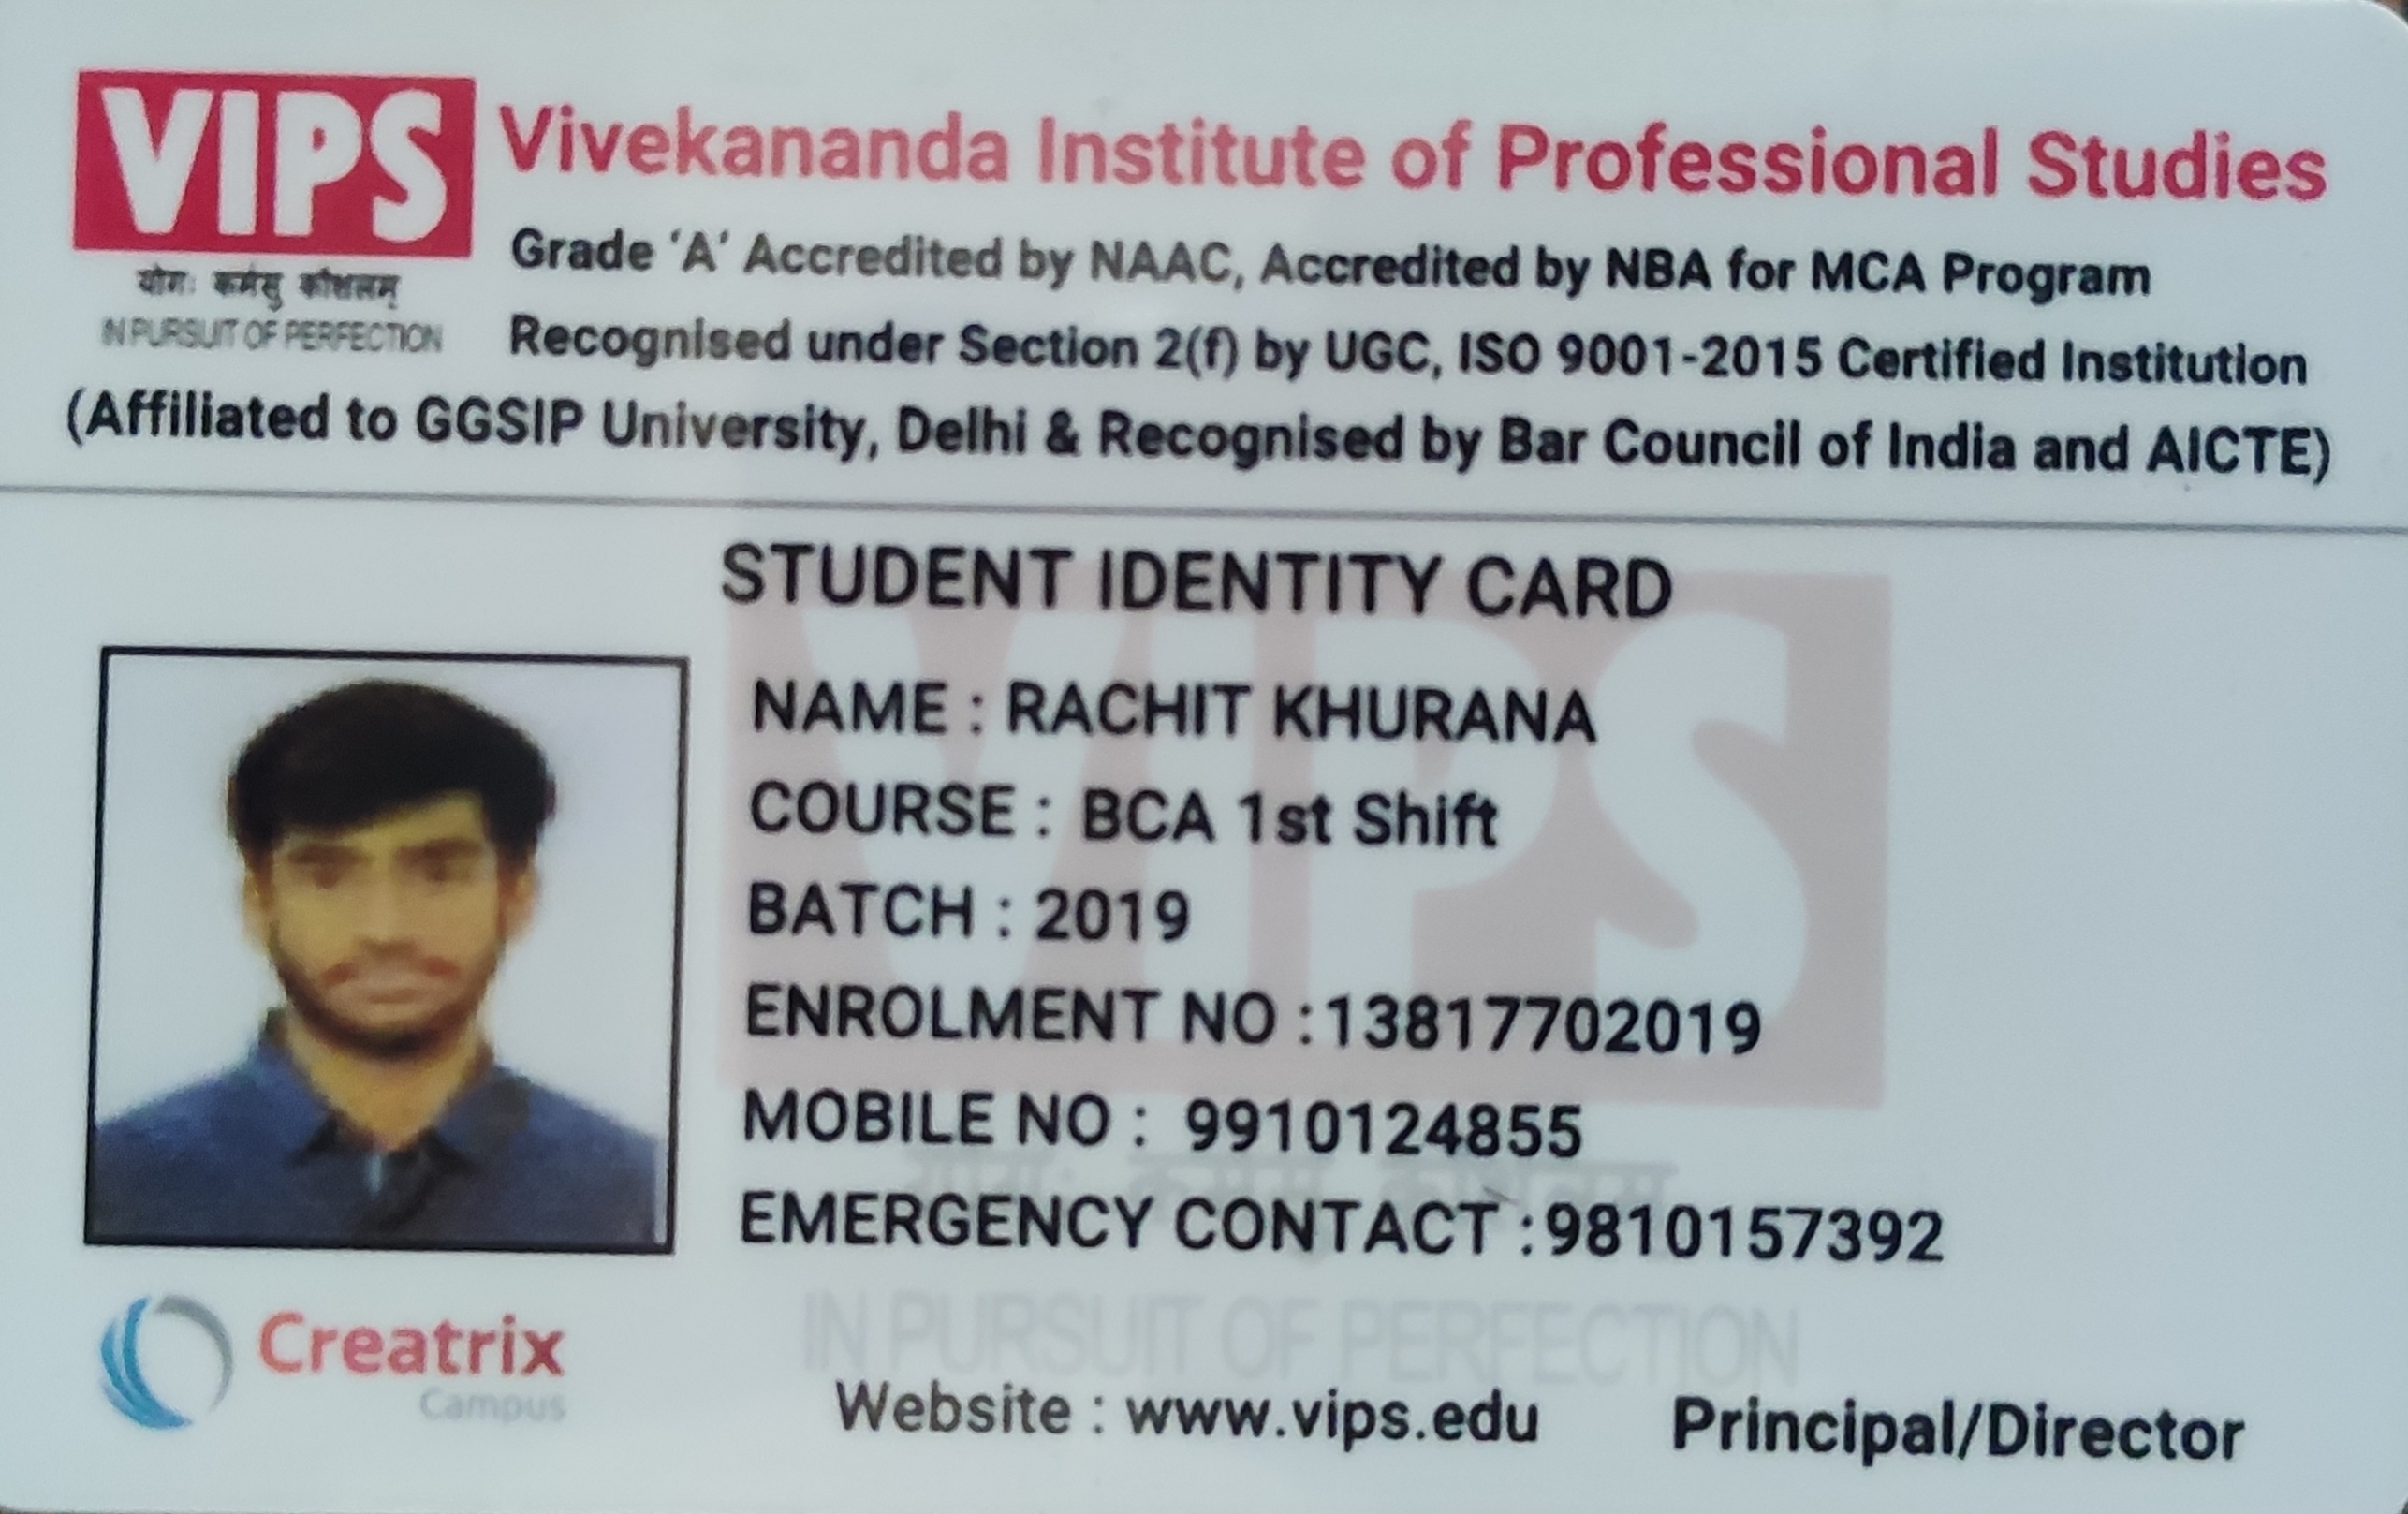 VIPS
योगः कर्मसु कौशलम्
IN PURSUIT OF PERFECTION
Vivekananda Institute of Professional Studies
Grade ‘A’ Accredited by NAAC, Accredited by NBA for MCA Program
Recognised under Section 2(f) by UGC, ISO 9001-2015 Certified Institution
(Affiliated to GGSIP University, Delhi & Recognised by Bar Council of India and AICTE)
STUDENT IDENTITY CARD
NAME : RACHIT KHURANA
COURSE : BCA 1st Shift
BATCH : 2019
ENROLMENT NO :13817702019
MOBILE NO : 9910124855
EMERGENCY CONTACT :9810157392
VIPS
योगः कर्मसु कौशलम्
IN PURSUIT OF PERFECTION
Creatrix
Campus
Website : www.vips.edu
Principal/Director